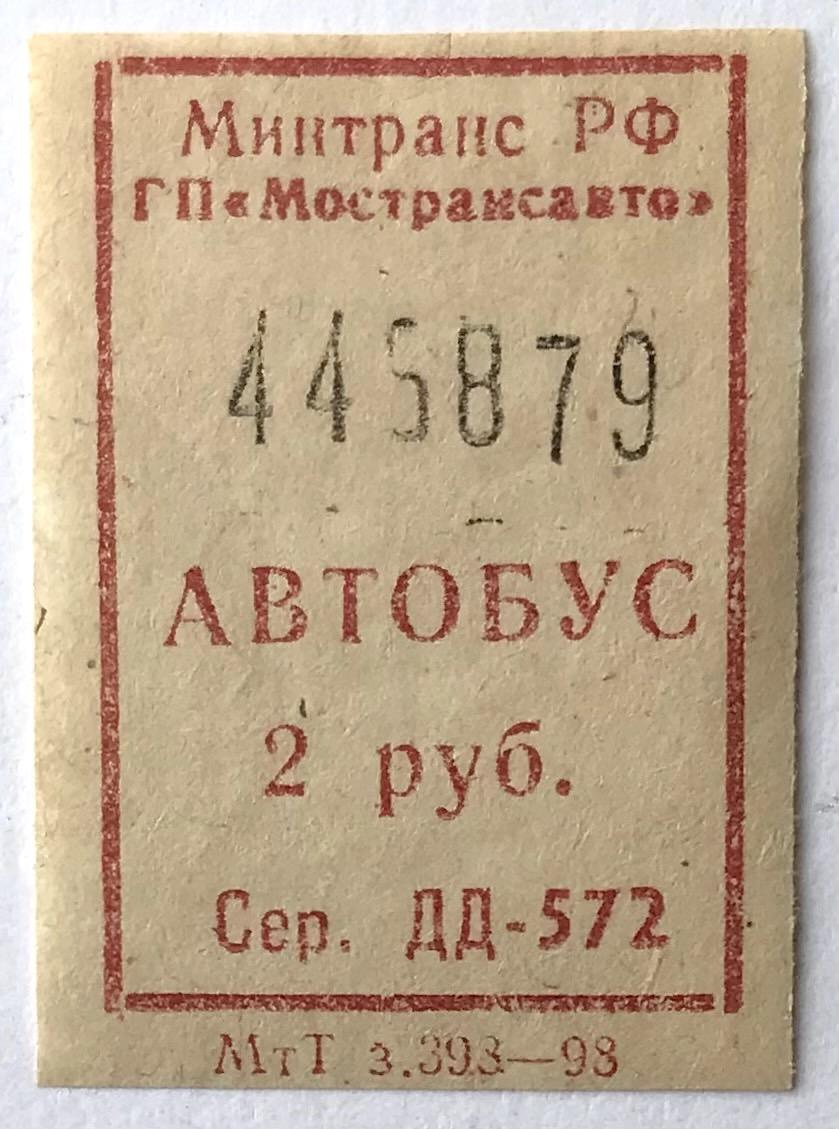 Минтранс РФ
ГП «Мострансавто»
445879
АВТОБУС
2 руб.
Сер. ДД-572
МтТ з.393—98